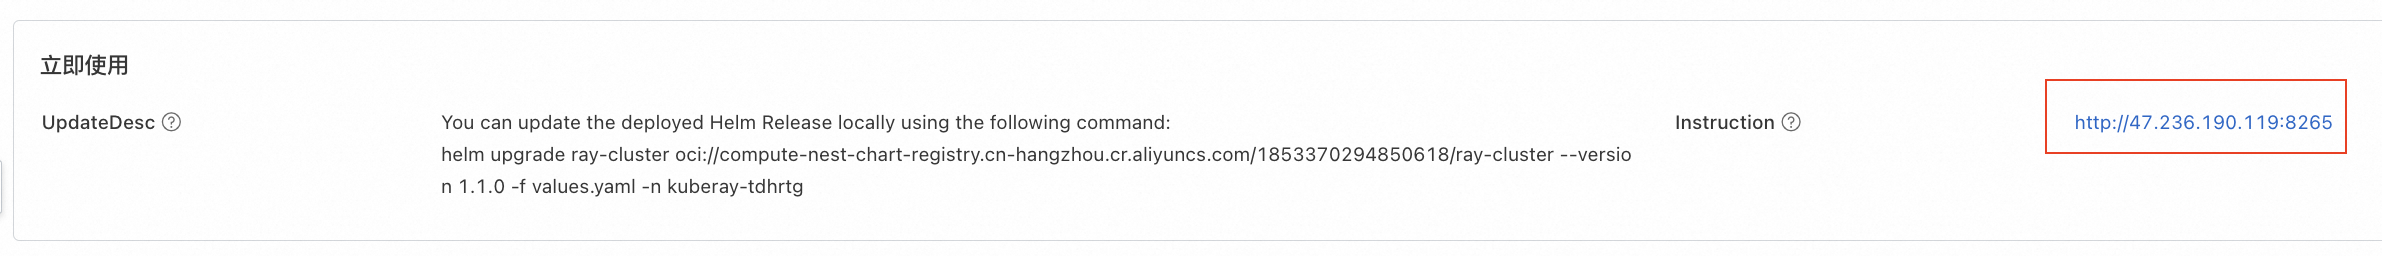 立即使用
UpdateDesc
You can update the deployed Helm Release locally using the following command:
helm upgrade ray-cluster oci://compute-nest-chart-registry.cn-hangzhou.cr.aliyuncs.com/1853370294850618/ray-cluster --versio
n 1.1.0 -f values.yaml -n kuberay-tdhrtg
Instruction
http://47.236.190.119:8265